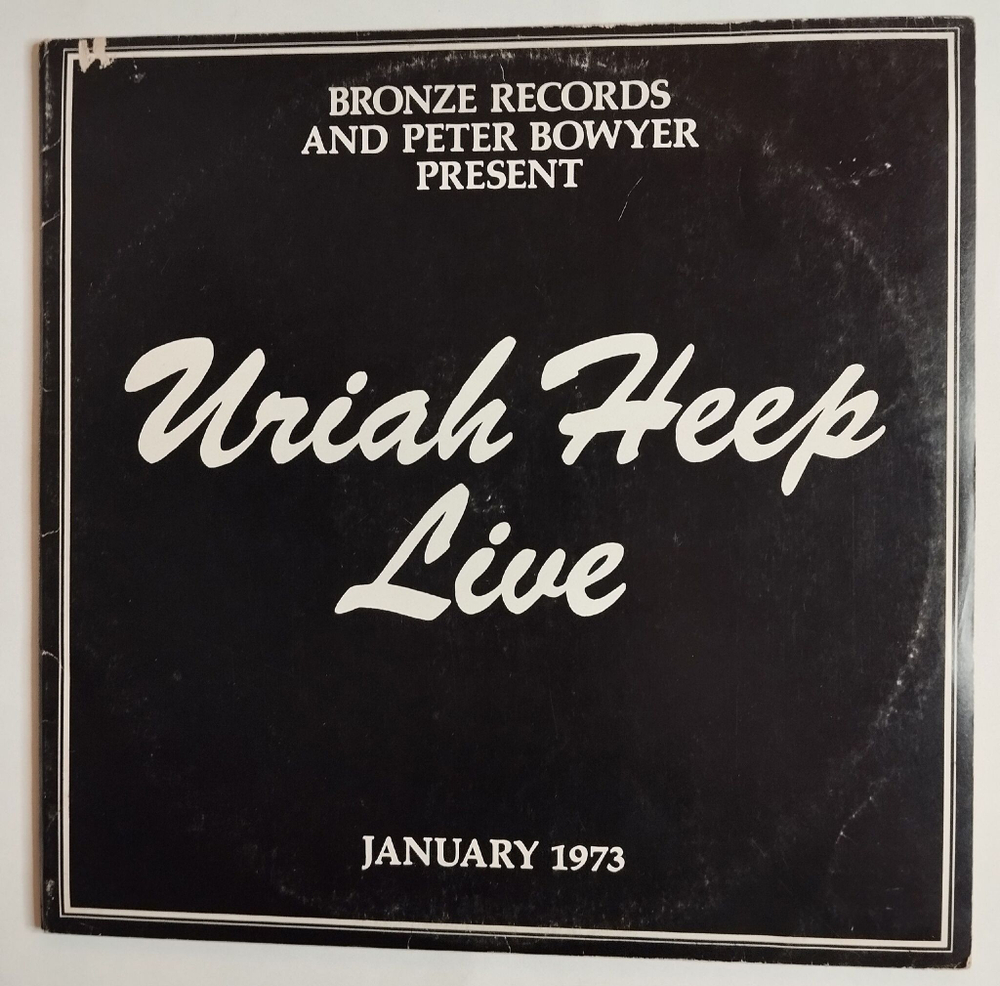 BRONZE RECORDS
AND PETER BOWYER
PRESENT
Uriah Heep
Live
JANUARY 1973